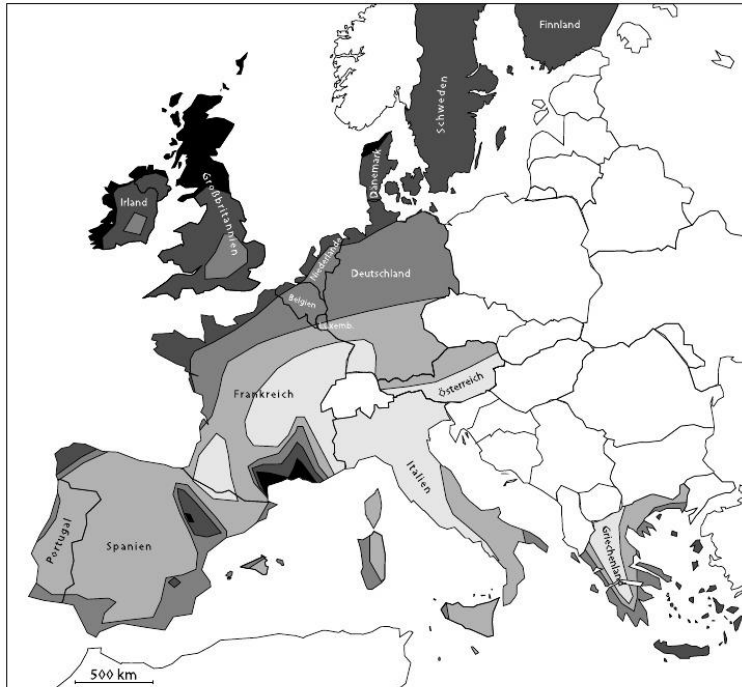 Finnland
Schweden
Dänemark
Irland
Großbritannien
Niederlande
Deutschland
Belgien
Luxemb.
Frankreich
Österreich
Italien
Portugal
Spanien
Griechenland
500 km